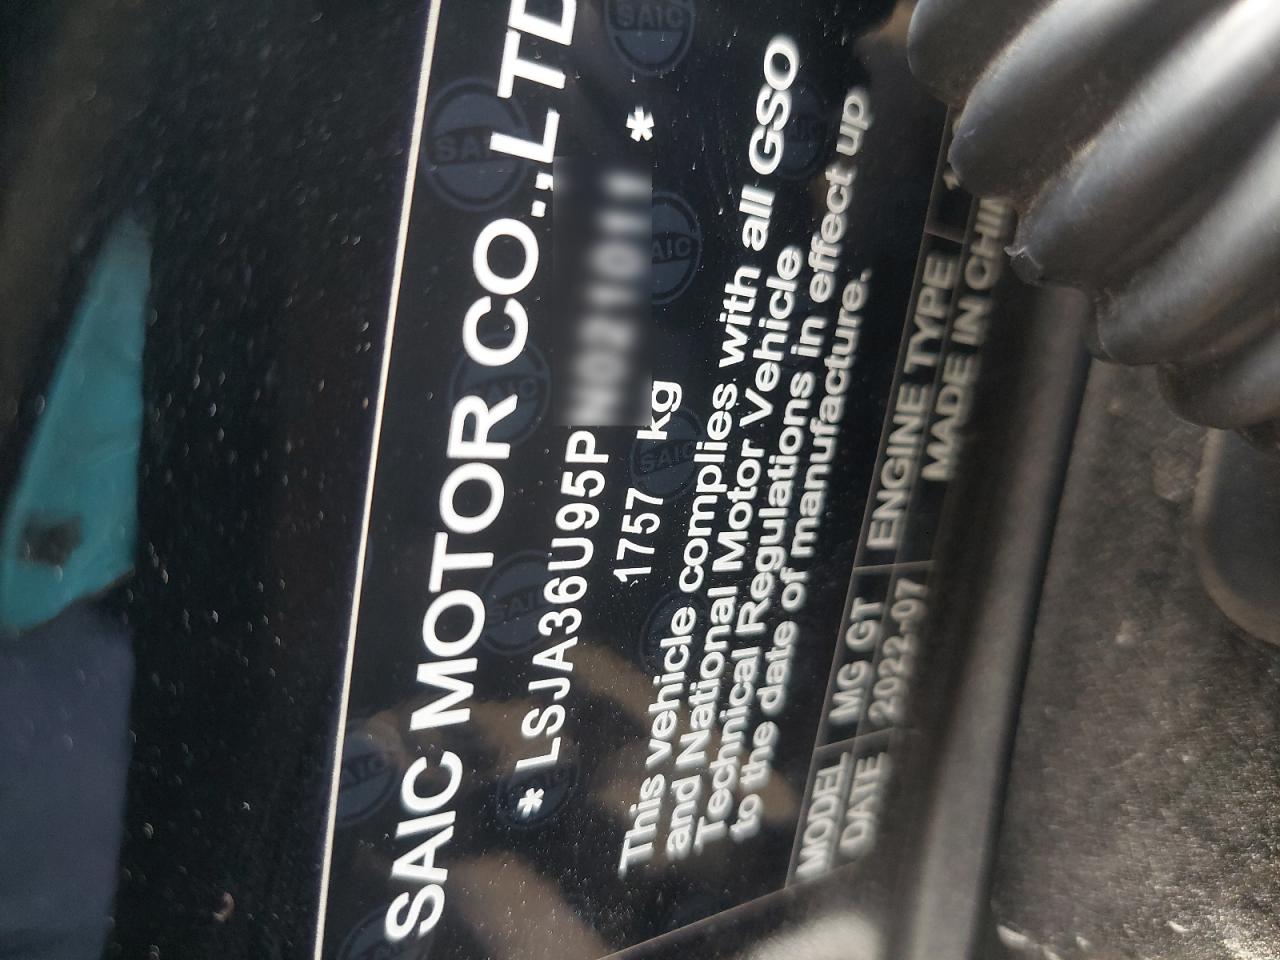 SAIC MOTOR CO.,LTD
*LSJA36U95P *
1757 kg
This vehicle complies with all GSO
and National Motor Vehicle
Technical Regulations in effect up
to the date of manufacture.
MODEL MG GT ENGINE TYPE
DATE 2022-07 MADE IN
SAIC